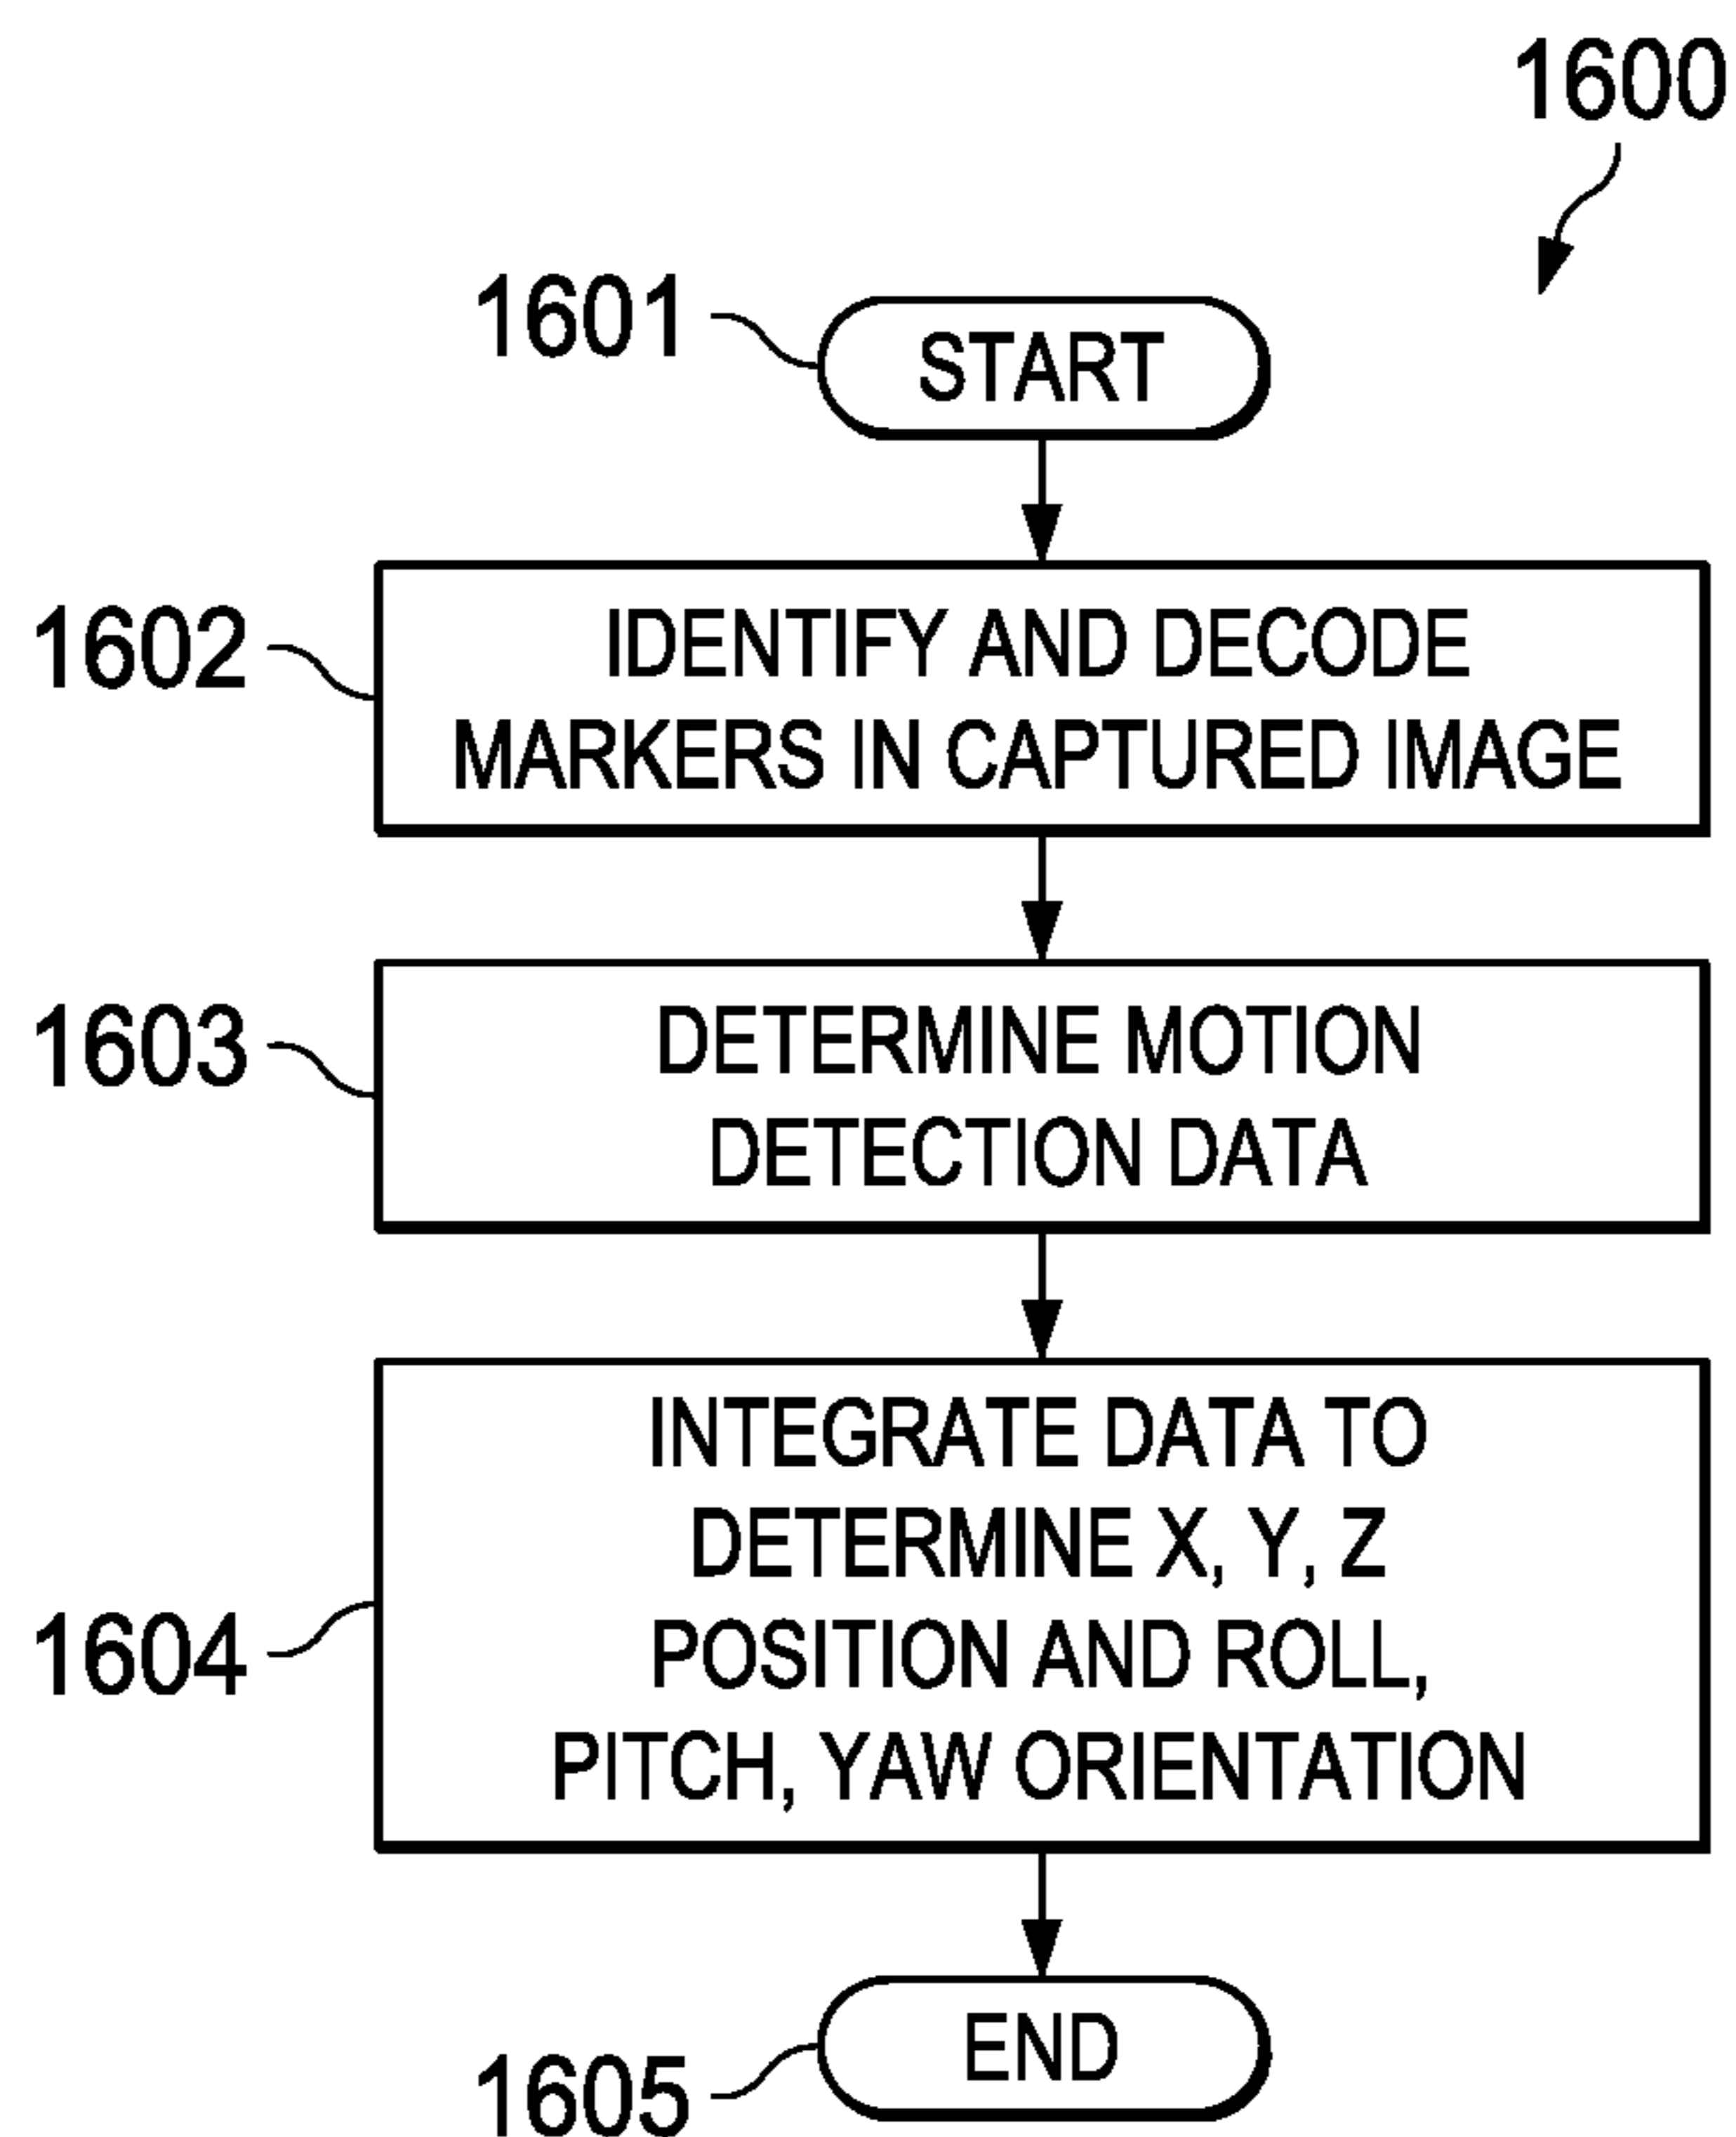 1600
1601
START
1602
IDENTIFY AND DECODE
MARKERS IN CAPTURED IMAGE
1603
DETERMINE MOTION
DETECTION DATA
1604
INTEGRATE DATA TO
DETERMINE X, Y, Z
POSITION AND ROLL,
PITCH, YAW ORIENTATION
1605
END